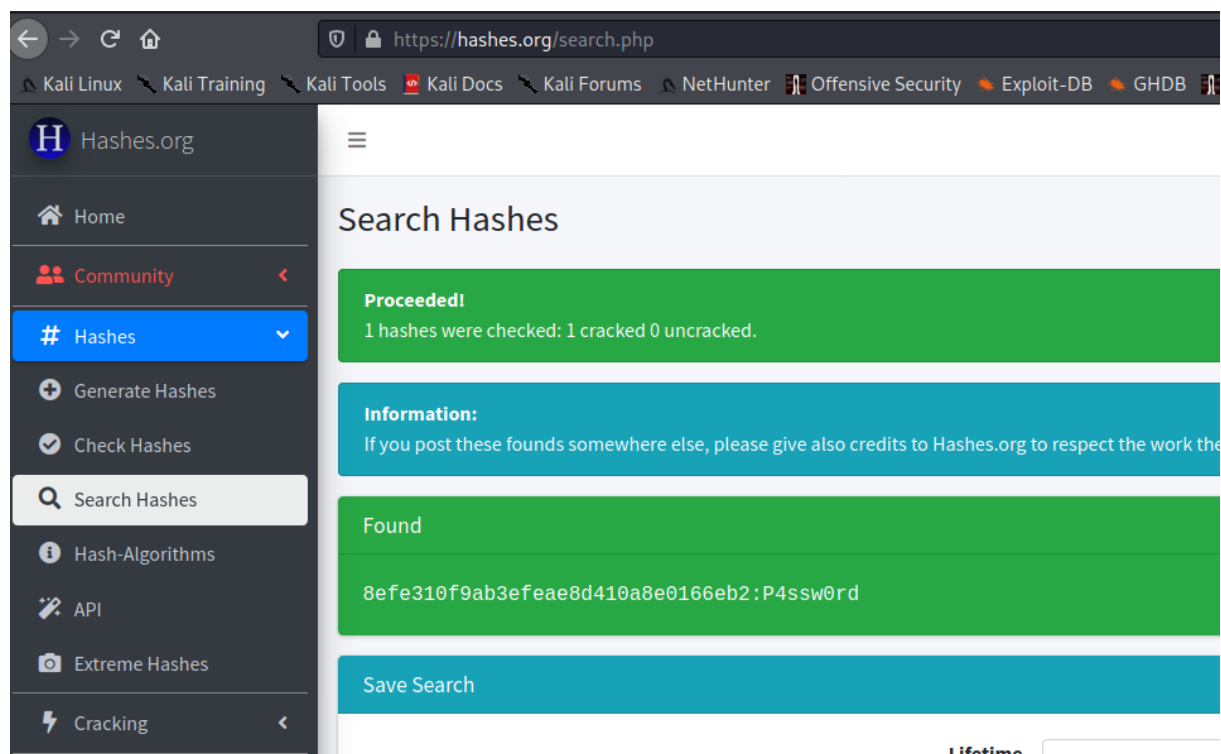 https://hashes.org/search.php
Kali Linux Kali Training Kali Tools Kali Docs Kali Forums NetHunter Offensive Security Exploit-DB GHDB
H Hashes.org
Home
Community
Hashes
Generate Hashes
Check Hashes
Search Hashes
Hash-Algorithms
API
Extreme Hashes
Cracking
Search Hashes
Proceeded!
1 hashes were checked: 1 cracked 0 uncracked.
Information:
If you post these founds somewhere else, please give also credits to Hashes.org to respect the work the
Found
8efe310f9ab3efeae8d410a8e0166eb2:P4ssw0rd
Save Search
Lifetime